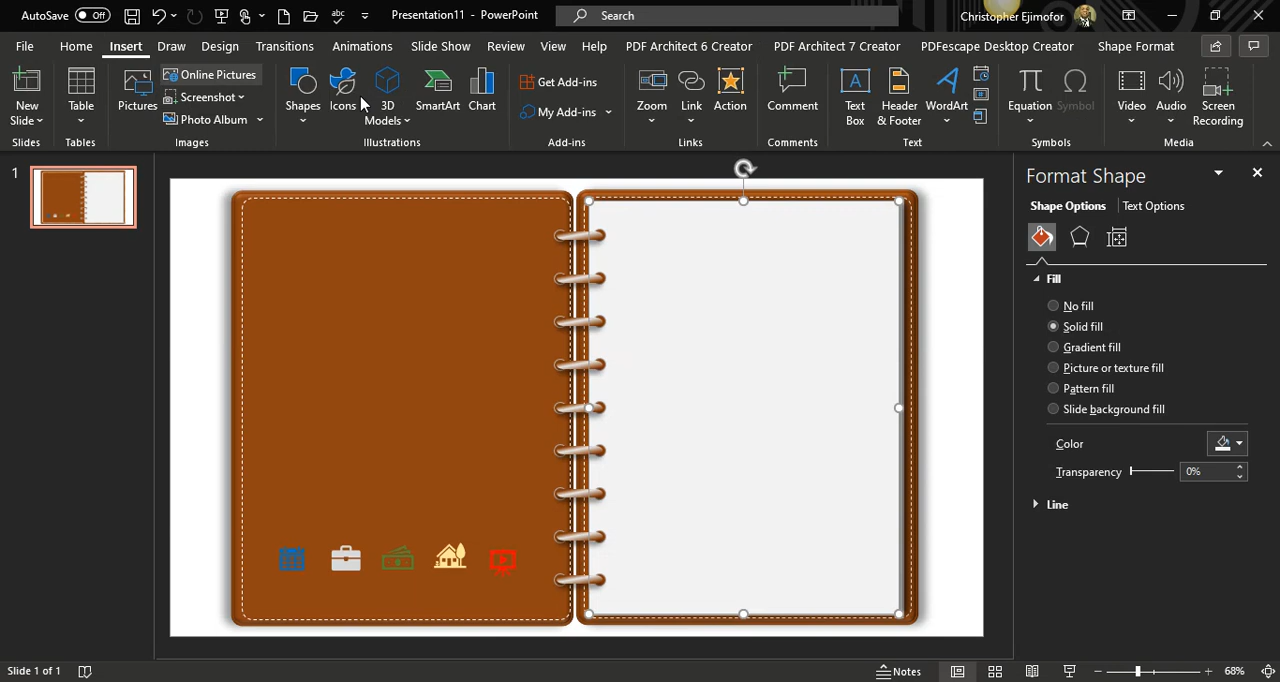 AutoSave Off Presentation11 - PowerPoint Search Christopher Ejimofor
File Home Insert Draw Design Transitions Animations Slide Show Review View Help PDF Architect 6 Creator PDF Architect 7 Creator PDFescape Desktop Creator Shape Format
New Slide
Slides
Table
Tables
Pictures
Online Pictures
Screenshot
Photo Album
Images
Shapes
Icons
3D Models
SmartArt
Chart
Illustrations
Get Add-ins
My Add-ins
Add-ins
Zoom
Link
Action
Links
Comment
Comments
Text Box
Header & Footer
WordArt
Text
Equation
Symbol
Symbols
Video
Audio
Screen Recording
Media
1
Format Shape
Shape Options Text Options
Fill
No fill
Solid fill
Gradient fill
Picture or texture fill
Pattern fill
Slide background fill
Color
Transparency 0%
Line
Slide 1 of 1 Notes 68%